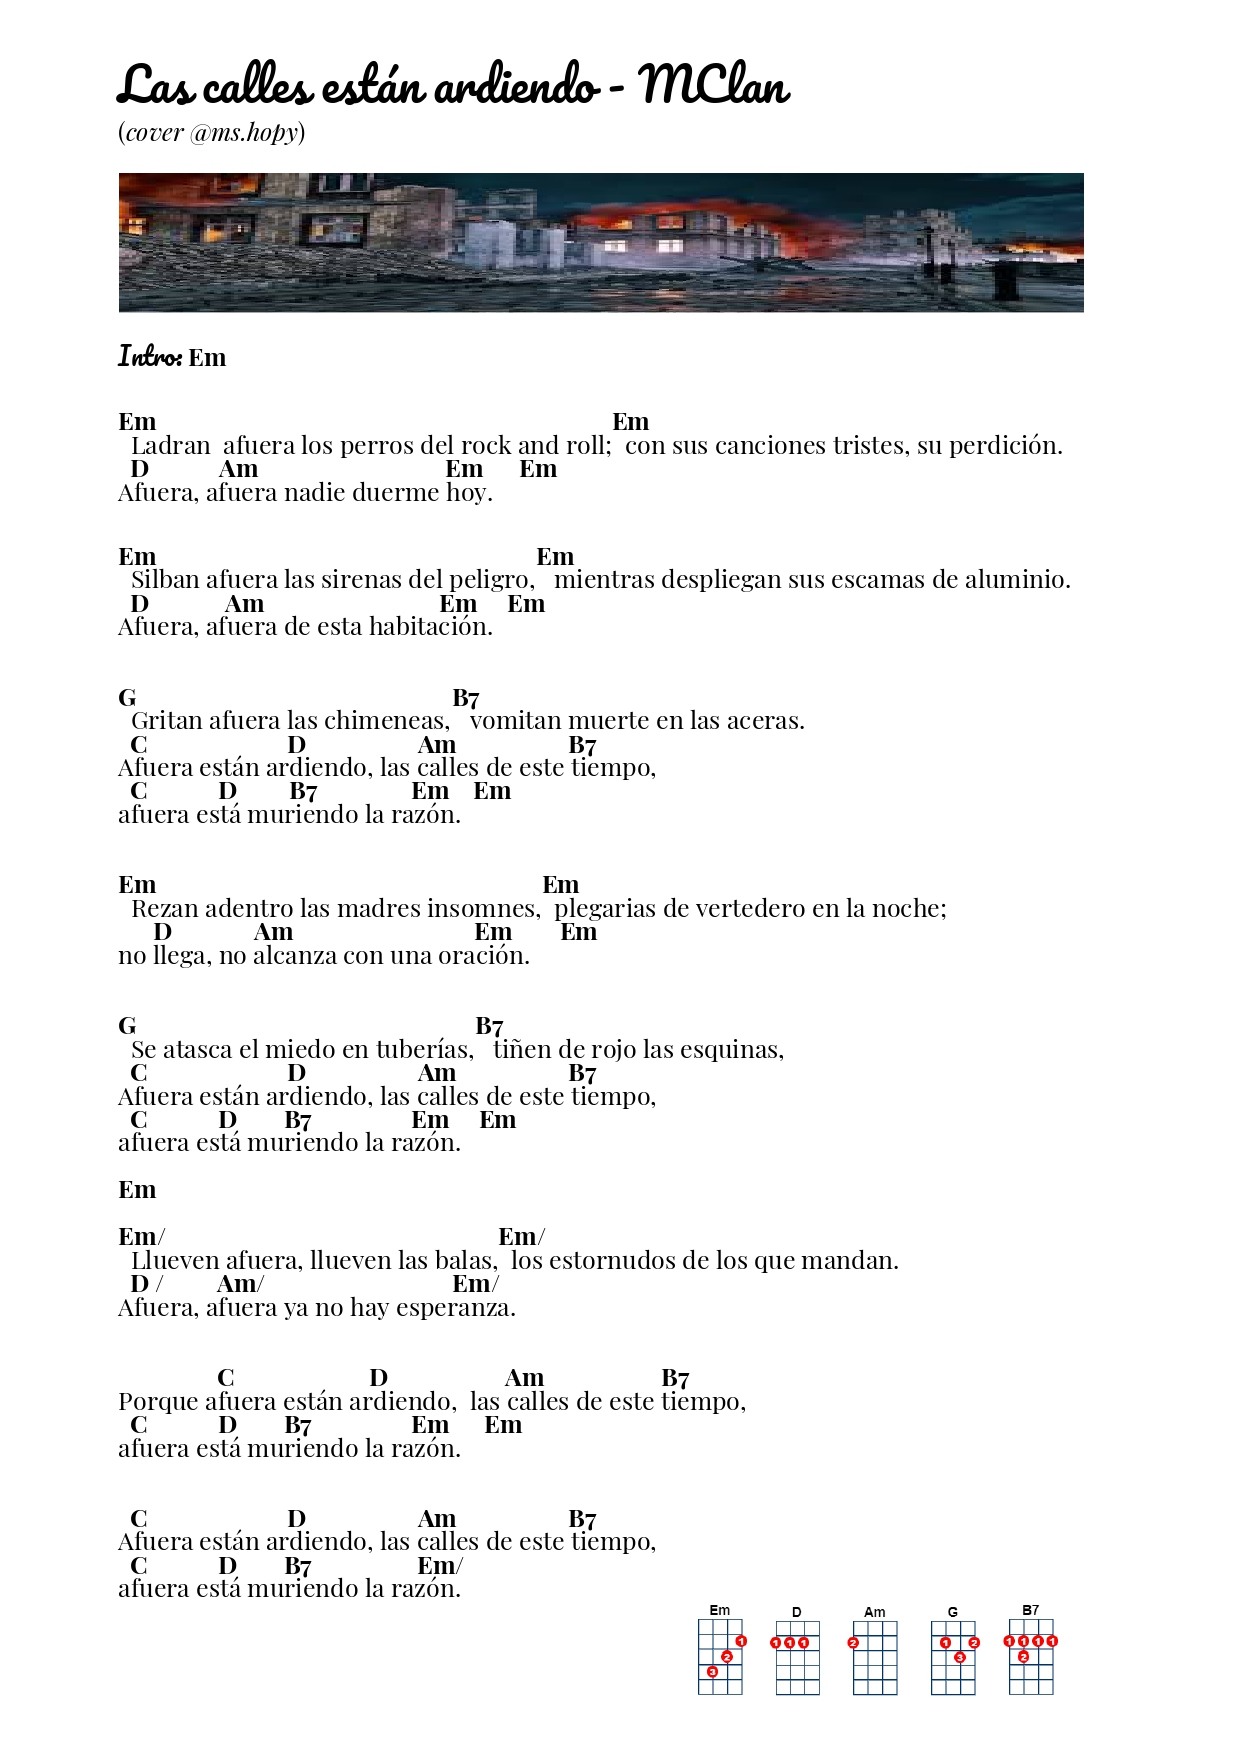 Las calles están ardiendo - MClan
(cover @ms.hopy)
Intro: Em
Em Em
Ladran afuera los perros del rock and roll; con sus canciones tristes, su perdición.
D Am Em Em
Afuera, afuera nadie duerme hoy.
Em Em
Silban afuera las sirenas del peligro, mientras despliegan sus escamas de aluminio.
D Am Em Em
Afuera, afuera de esta habitación.
G B7
Gritan afuera las chimeneas, vomitan muerte en las aceras.
C D Am B7
Afuera están ardiendo, las calles de este tiempo,
C D B7 Em Em
afuera está muriendo la razón.
Em Em
Rezan adentro las madres insomnes, plegarias de vertedero en la noche;
D Am Em Em
no llega, no alcanza con una oración.
G B7
Se atasca el miedo en tuberías, tiñen de rojo las esquinas,
C D Am B7
Afuera están ardiendo, las calles de este tiempo,
C D B7 Em Em
afuera está muriendo la razón.
Em
Em/ Em/
Llueven afuera, llueven las balas, los estornudos de los que mandan.
D / Am/ Em/
Afuera, afuera ya no hay esperanza.
C D Am B7
Porque afuera están ardiendo, las calles de este tiempo,
C D B7 Em Em
afuera está muriendo la razón.
C D Am B7
Afuera están ardiendo, las calles de este tiempo,
C D B7 Em/
afuera está muriendo la razón.
Em D Am G B7
1 1 1 1 2 1 2 1 1 1 1
2 3 2
3